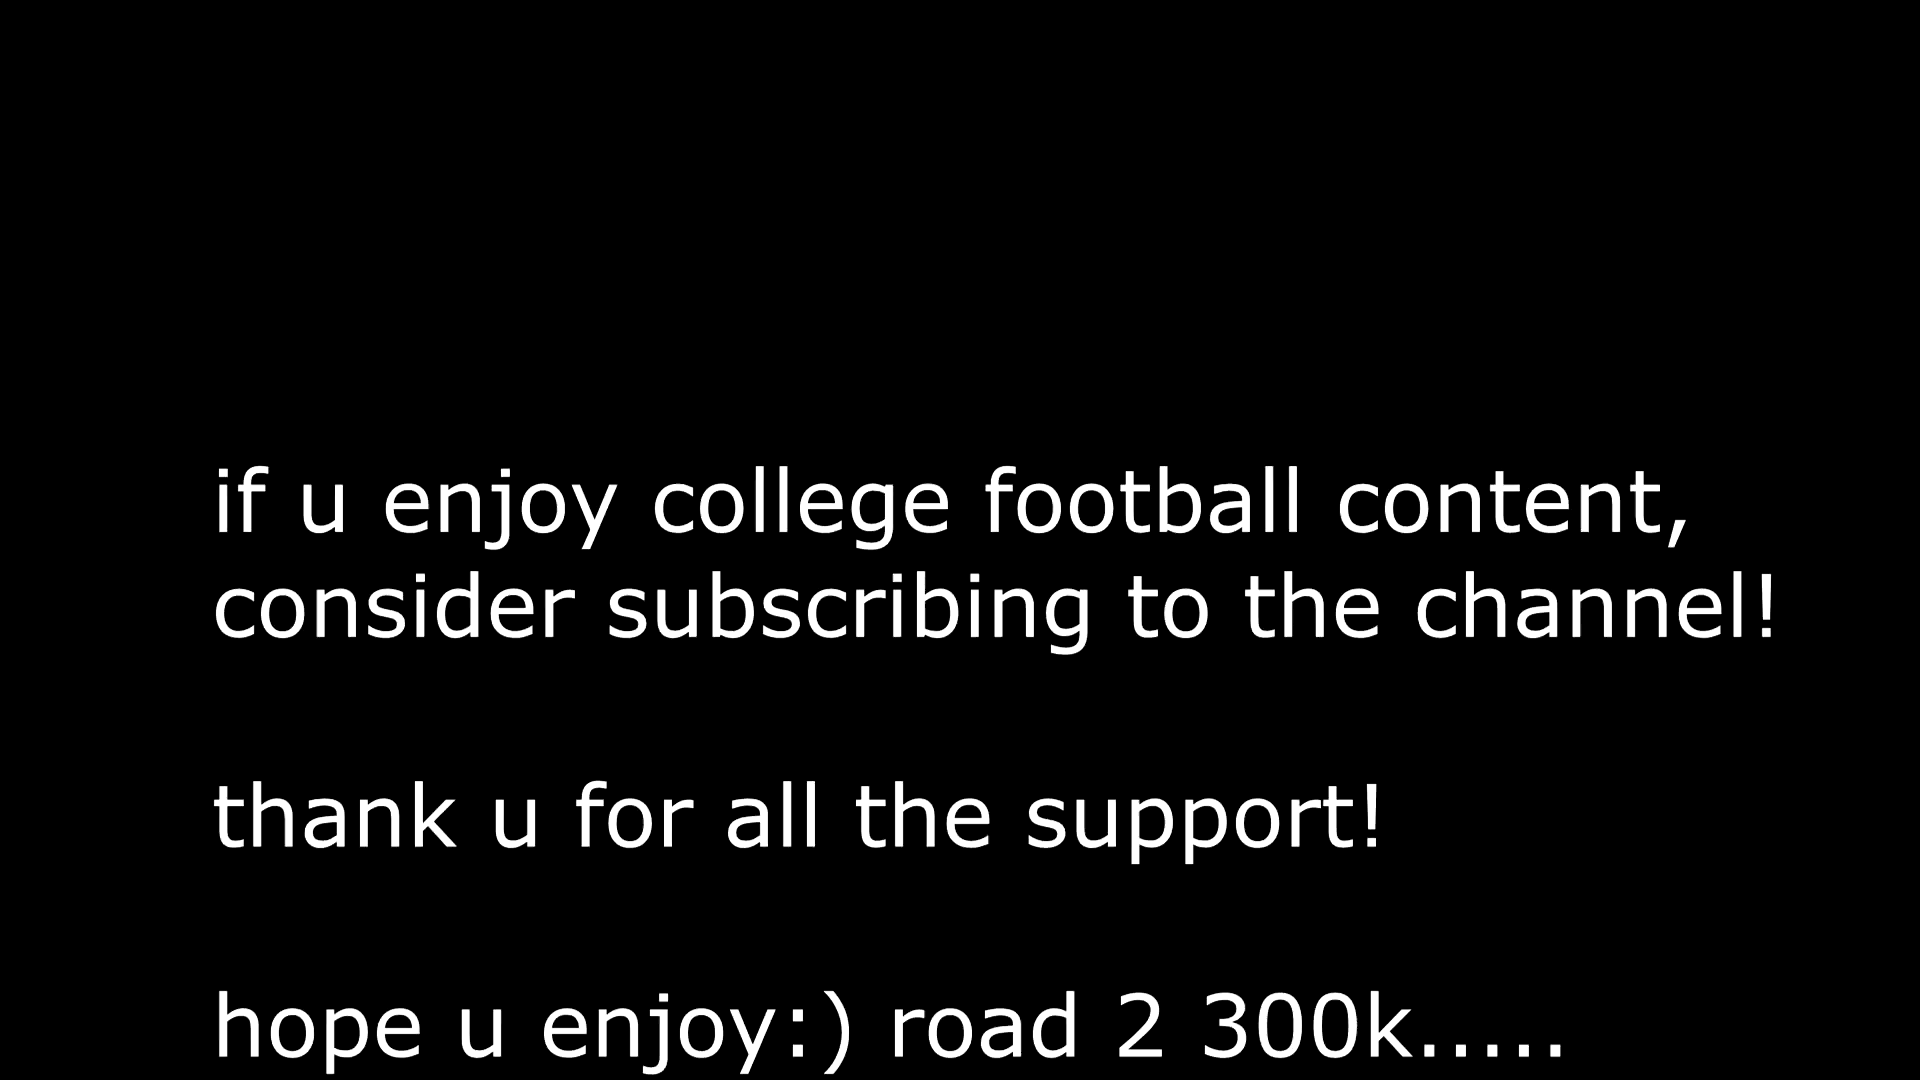 if u enjoy college football content,
consider subscribing to the channel!
thank u for all the support!
hope u enjoy:) road 2 300k.....